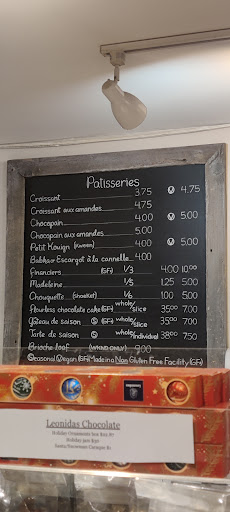 Patisseries
Croissant 3.75 Ⓥ 4.75
Croissant aux amandes 4.75
Chocopain 4.00 Ⓥ 5.00
Chocopain aux amandes 5.00
Petit Kouign (Kween) 4.00 Ⓥ 5.00
Babka or Escargot à la cannelle 4.00
Financiers (GF) 1/3 4.00 10.00
Madeleine 1/5 1.25 5.00
Chouquette (shooket) 1/6 1.00 5.00
Flourless chocolate cake (GF) whole/slice 35.00 7.00
Gâteau de saison Ⓢ (GF) whole/slice 35.00 7.00
Tarte de saison Ⓢ whole/individual 38.00 7.50
Brioche loaf (WKND ONLY) 9.00
Ⓢeasonal Ⓥegan (GF) Made in a Non Gluten Free Facility (GF)
Leonidas Chocolate